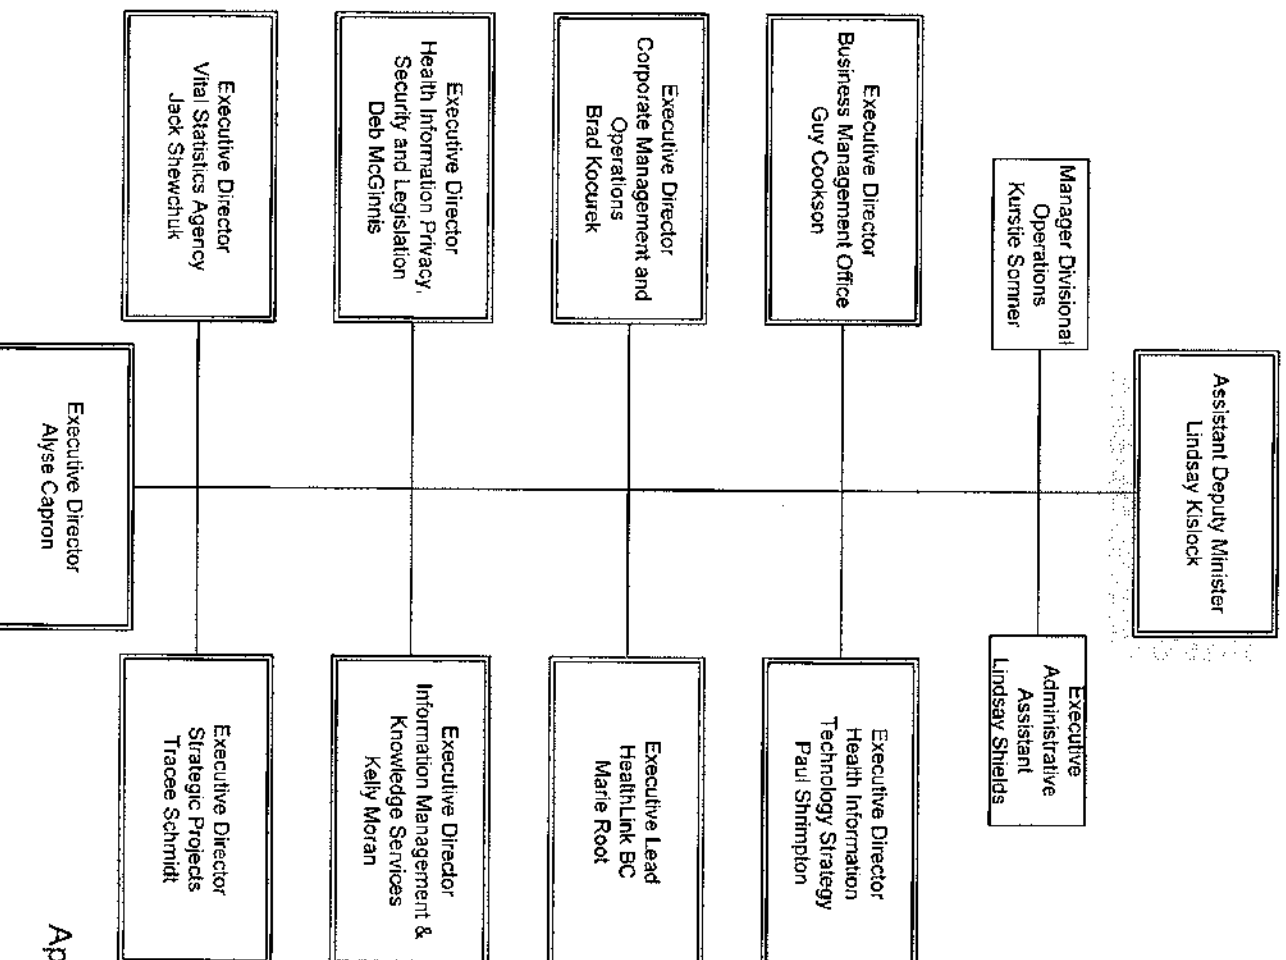 Assistant Deputy Minister
Lindsay Kislock
Manager Divisional
Operations
Kurstie Somner
Executive
Administrative
Assistant
Lindsay Shields
Executive Director
Business Management Office
Guy Cookson
Executive Director
Health Information
Technology Strategy
Paul Shrimpton
Executive Director
Corporate Management and
Operations
Brad Kocurek
Executive Lead
HealthLink BC
Marie Root
Executive Director
Health Information Privacy,
Security and Legislation
Deb McGinnis
Executive Director
Information Management &
Knowledge Services
Kelly Moran
Executive Director
Vital Statistics Agency
Jack Shewchuk
Executive Director
Strategic Projects
Tracee Schmidt
Executive Director
Alyse Capron
Ap